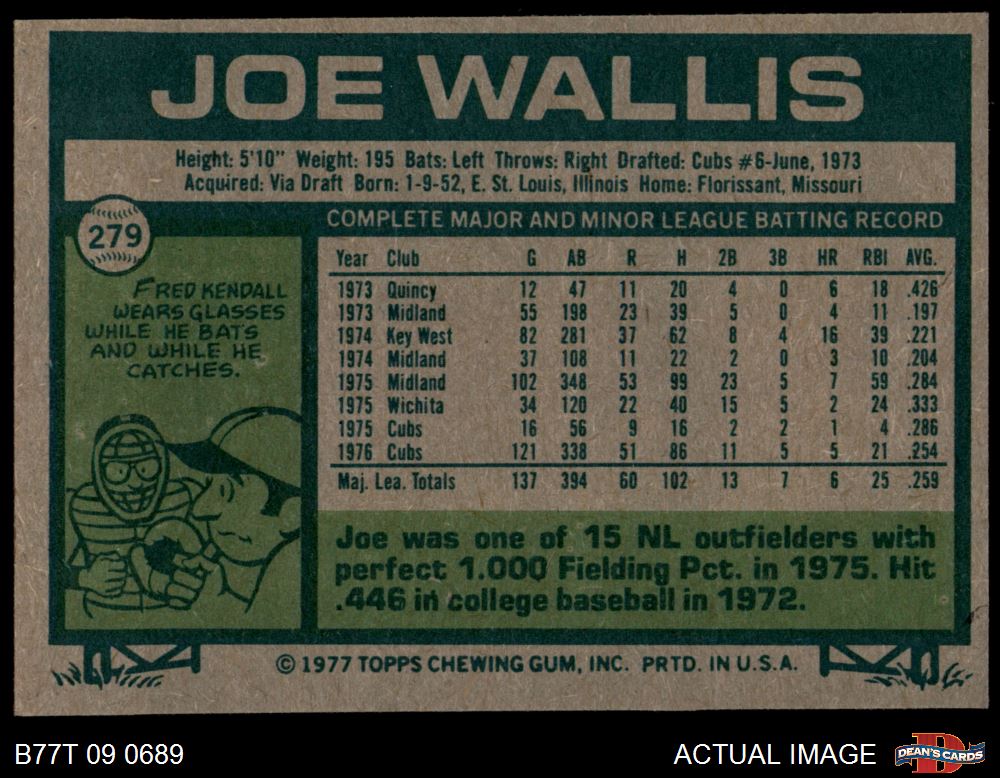 JOE WALLIS
Height: 5'10" Weight: 195 Bats: Left Throws: Right Drafted: Cubs #6-June, 1973
Acquired: Via Draft Born: 1-9-52, E. St. Louis, Illinois Home: Florissant, Missouri
279
FRED KENDALL
WEARS GLASSES
WHILE HE BATS
AND WHILE HE
CATCHES.
COMPLETE MAJOR AND MINOR LEAGUE BATTING RECORD
Year Club G AB R H 2B 3B HR RBI AVG.
1973 Quincy 12 47 11 20 4 0 6 18 .426
1973 Midland 55 198 23 39 5 0 4 11 .197
1974 Key West 82 281 37 62 8 4 16 39 .221
1974 Midland 37 108 11 22 2 0 3 10 .204
1975 Midland 102 348 53 99 23 5 7 59 .284
1975 Wichita 34 120 22 40 15 5 2 24 .333
1975 Cubs 16 56 9 16 2 2 1 4 .286
1976 Cubs 121 338 51 86 11 5 5 21 .254
Maj. Lea. Totals 137 394 60 102 13 7 6 25 .259
Joe was one of 15 NL outfielders with
perfect 1.000 Fielding Pct. in 1975. Hit
.446 in college baseball in 1972.
© 1977 TOPPS CHEWING GUM, INC. PRTD. IN U.S.A.
B77T 09 0689
ACTUAL IMAGE
D
DEAN'S CARDS